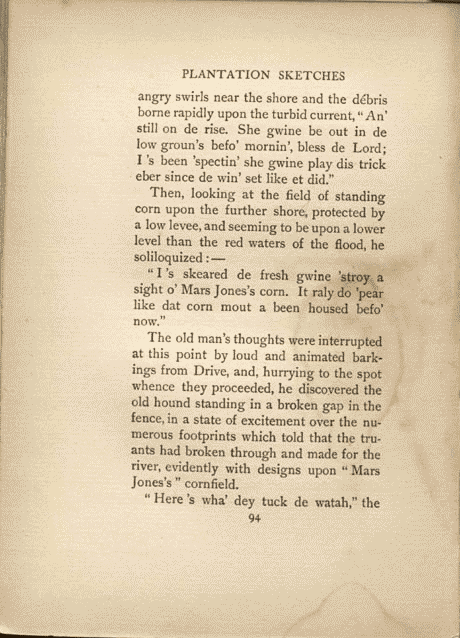 PLANTATION SKETCHES
angry swirls near the shore and the débris
borne rapidly upon the turbid current, “ An’
still on de rise. She gwine be out in de
low groun’s befo’ mornin’, bless de Lord;
I ’s been ’spectin’ she gwine play dis trick
eber since de win’ set like et did.”
Then, looking at the field of standing
corn upon the further shore, protected by
a low levee, and seeming to be upon a lower
level than the red waters of the flood, he
soliloquized : —
“ I ’s skeared de fresh gwine ’stroy a
sight o’ Mars Jones’s corn. It raly do ’pear
like dat corn mout a been housed befo’
now.”
The old man’s thoughts were interrupted
at this point by loud and animated bark-
ings from Drive, and, hurrying to the spot
whence they proceeded, he discovered the
old hound standing in a broken gap in the
fence, in a state of excitement over the nu-
merous footprints which told that the tru-
ants had broken through and made for the
river, evidently with designs upon “ Mars
Jones’s ” cornfield.
“ Here ’s wha’ dey tuck de watah,” the
94